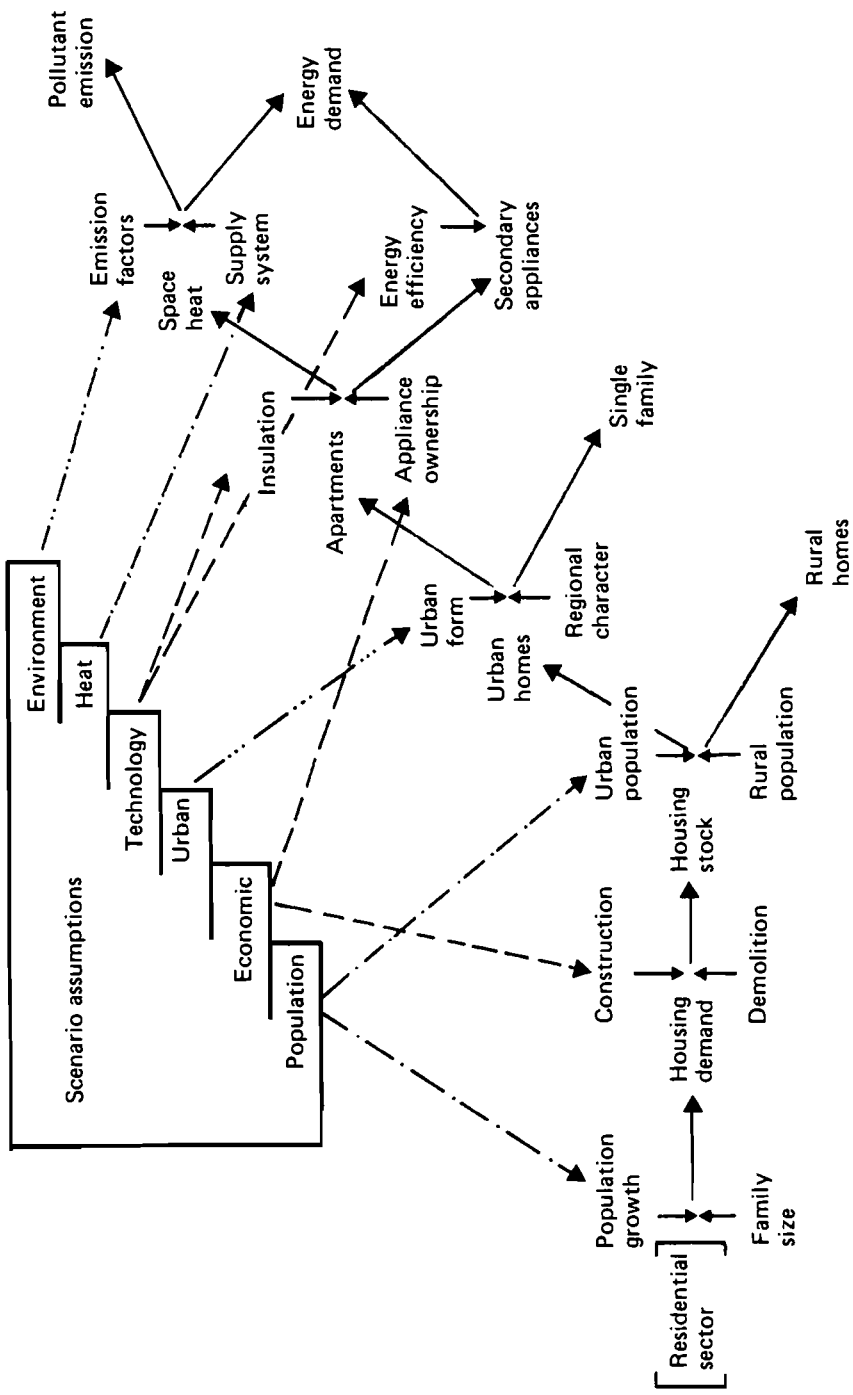 Scenario assumptions
Environment
Heat
Technology
Urban
Economic
Population
Pollutant
emission
Emission
factors
Supply
system
Space
heat
Energy
demand
Energy
efficiency
Secondary
appliances
Insulation
Appliance
ownership
Apartments
Single
family
Urban
form
Regional
character
Urban
homes
Rural
homes
Urban
population
Rural
population
Housing
stock
Construction
Demolition
Housing
demand
Population
growth
Family
size
Residential
sector